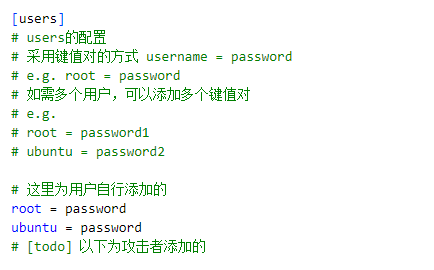 [users]
# users的配置
# 采用键值对的方式 username = password
# e.g. root = password
# 如需多个用户，可以添加多个键值对
# e.g.
# root = password1
# ubuntu = password2
# 这里为用户自行添加的
root = password
ubuntu = password
# [todo] 以下为攻击者添加的